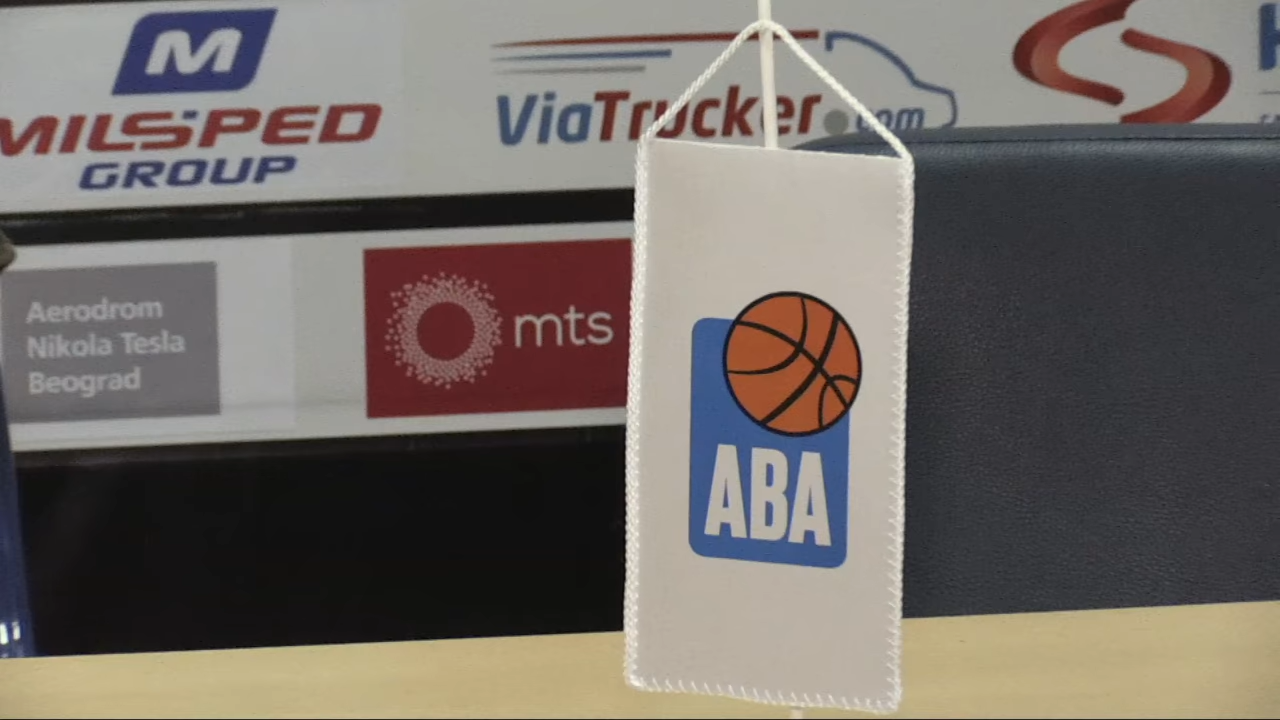 M
MILSPED
GROUP
ViaTrucker.com
Aerodrom
Nikola Tesla
Beograd
mts
ABA